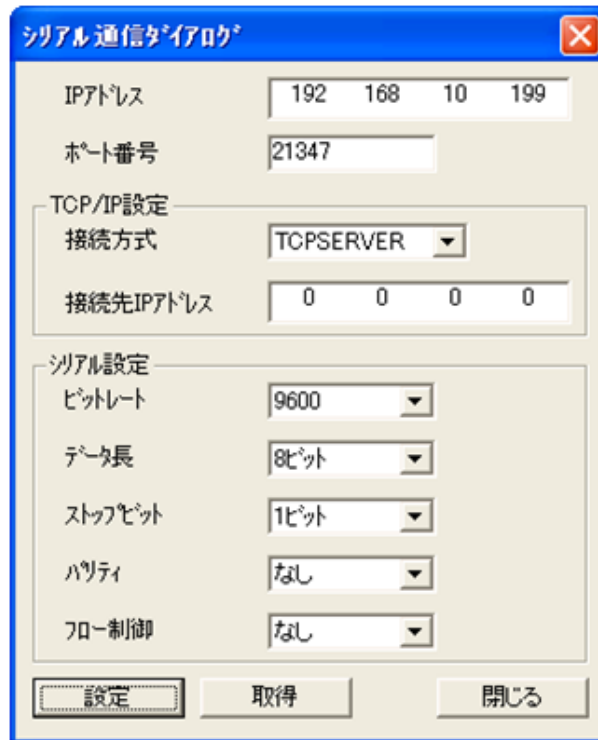 シリアル通信ダイアログ
IPアドレス 192 168 10 199
ポート番号 21347
TCP/IP設定
接続方式 TCPSERVER
接続先IPアドレス 0 0 0 0
シリアル設定
ビットレート 9600
データ長 8ビット
ストップビット 1ビット
パリティ なし
フロー制御 なし
設定 取得 閉じる